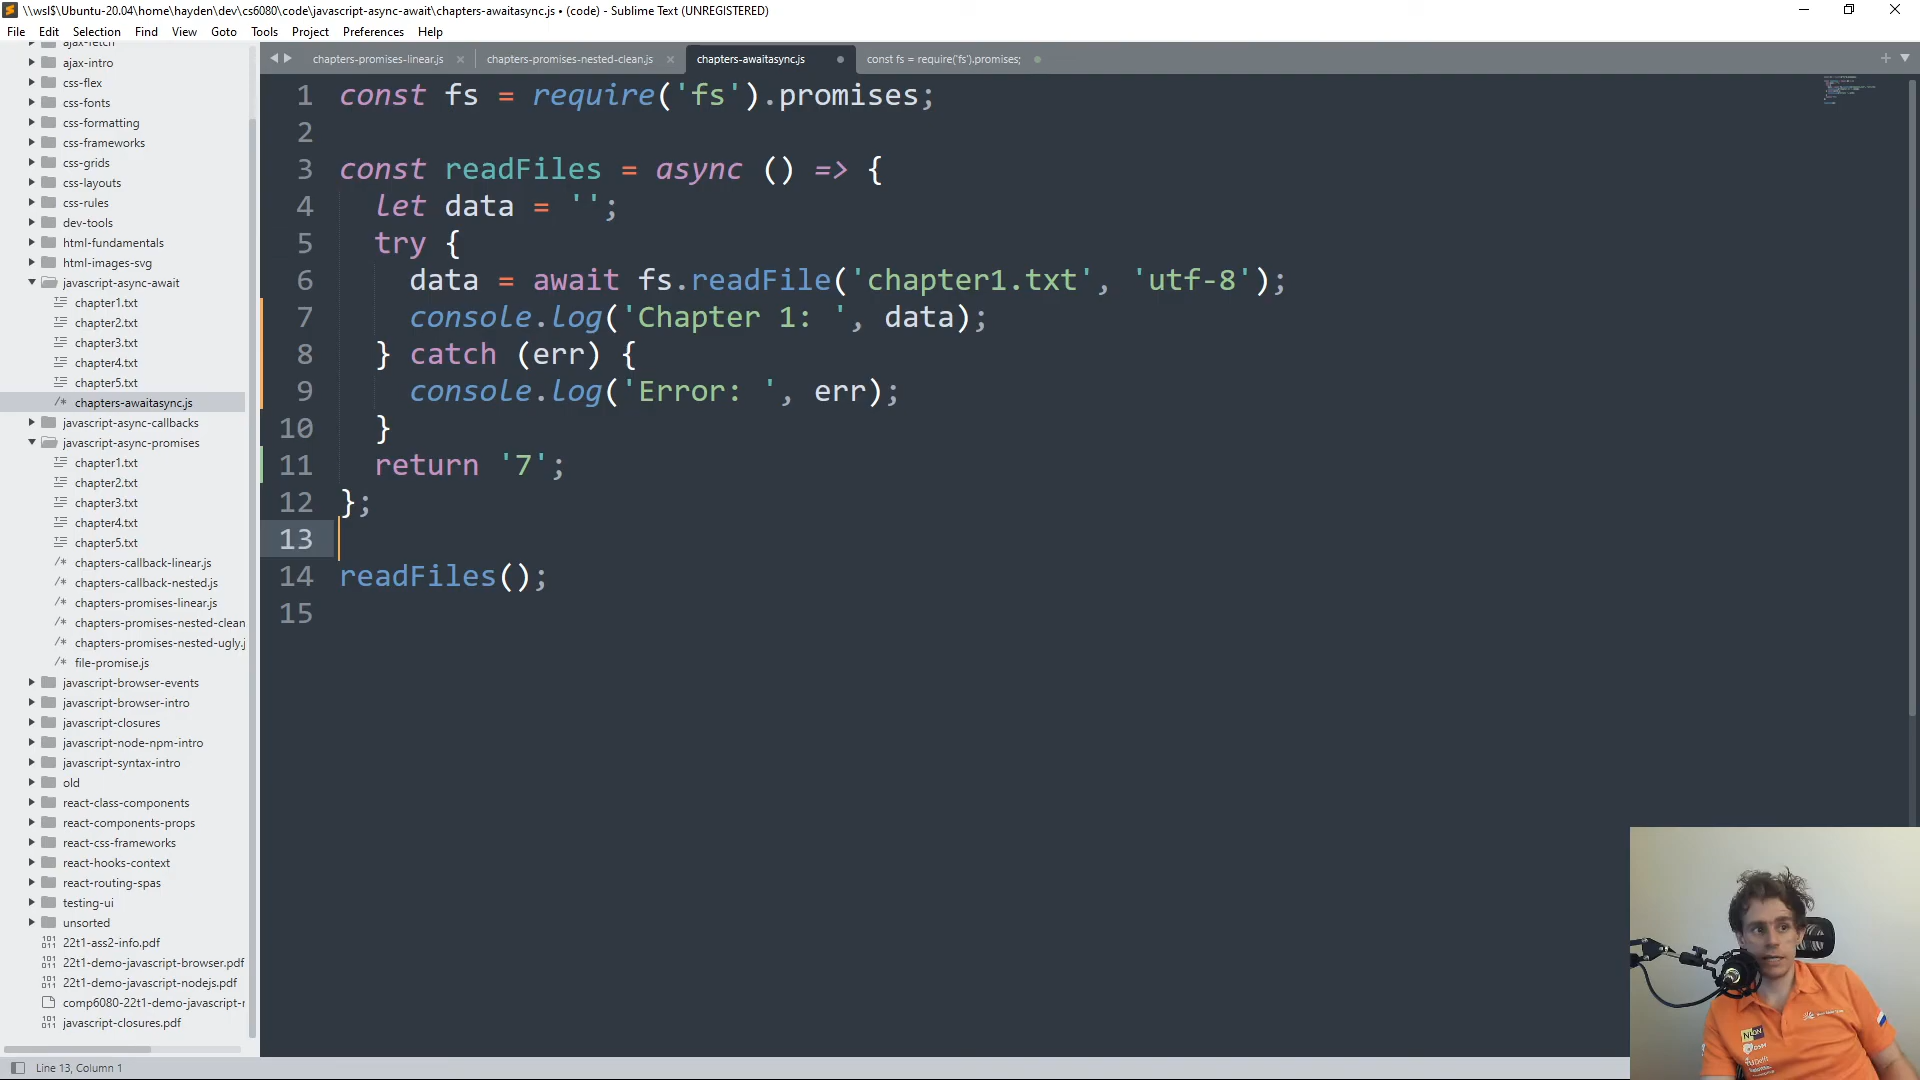 \\wsl$\Ubuntu-20.04\home\hayden\dev\cs6080\code\javascript-async-await\chapters-awaitasync.js • (code) - Sublime Text (UNREGISTERED)
File Edit Selection Find View Goto Tools Project Preferences Help
chapters-promises-linear.js
chapters-promises-nested-clean.js
chapters-awaitasync.js
const fs = require('fs').promises;
ajax-fetch
ajax-intro
css-flex
css-fonts
css-formatting
css-frameworks
css-grids
css-layouts
css-rules
dev-tools
html-fundamentals
html-images-svg
javascript-async-await
chapter1.txt
chapter2.txt
chapter3.txt
chapter4.txt
chapter5.txt
/* chapters-awaitasync.js
javascript-async-callbacks
javascript-async-promises
chapter1.txt
chapter2.txt
chapter3.txt
chapter4.txt
chapter5.txt
/* chapters-callback-linear.js
/* chapters-callback-nested.js
/* chapters-promises-linear.js
/* chapters-promises-nested-clean
/* chapters-promises-nested-ugly.j
/* file-promise.js
javascript-browser-events
javascript-browser-intro
javascript-closures
javascript-node-npm-intro
javascript-syntax-intro
old
react-class-components
react-components-props
react-css-frameworks
react-hooks-context
react-routing-spas
testing-ui
unsorted
22t1-ass2-info.pdf
22t1-demo-javascript-browser.pdf
22t1-demo-javascript-nodejs.pdf
comp6080-22t1-demo-javascript-r
javascript-closures.pdf
1 const fs = require('fs').promises;
2
3 const readFiles = async () => {
4 let data = '';
5 try {
6 data = await fs.readFile('chapter1.txt', 'utf-8');
7 console.log('Chapter 1: ', data);
8 } catch (err) {
9 console.log('Error: ', err);
10 }
11 return '7';
12 };
13
14 readFiles();
15
Line 13, Column 1